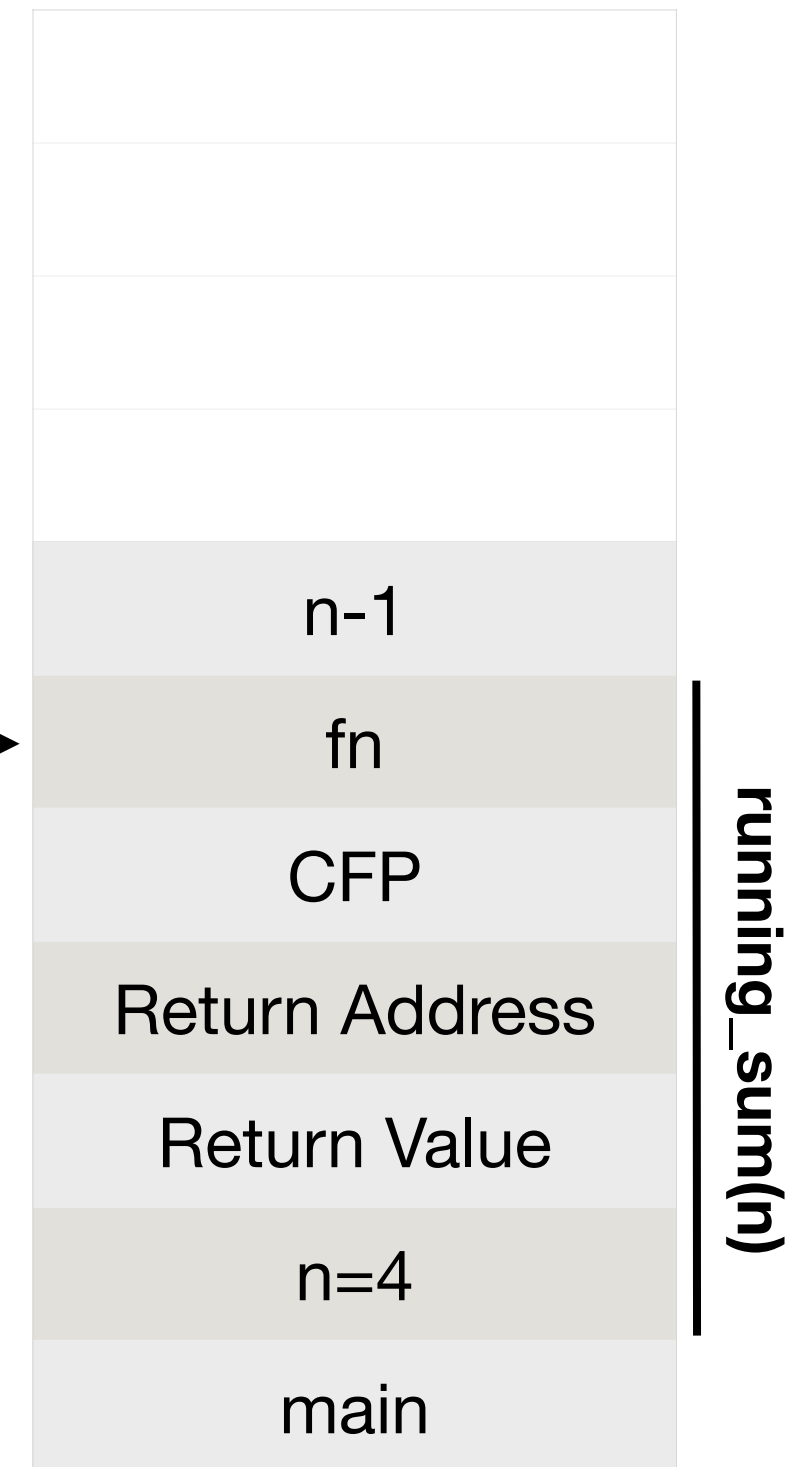 n-1
fn
CFP
Return Address
Return Value
n=4
main
running_sum(n)